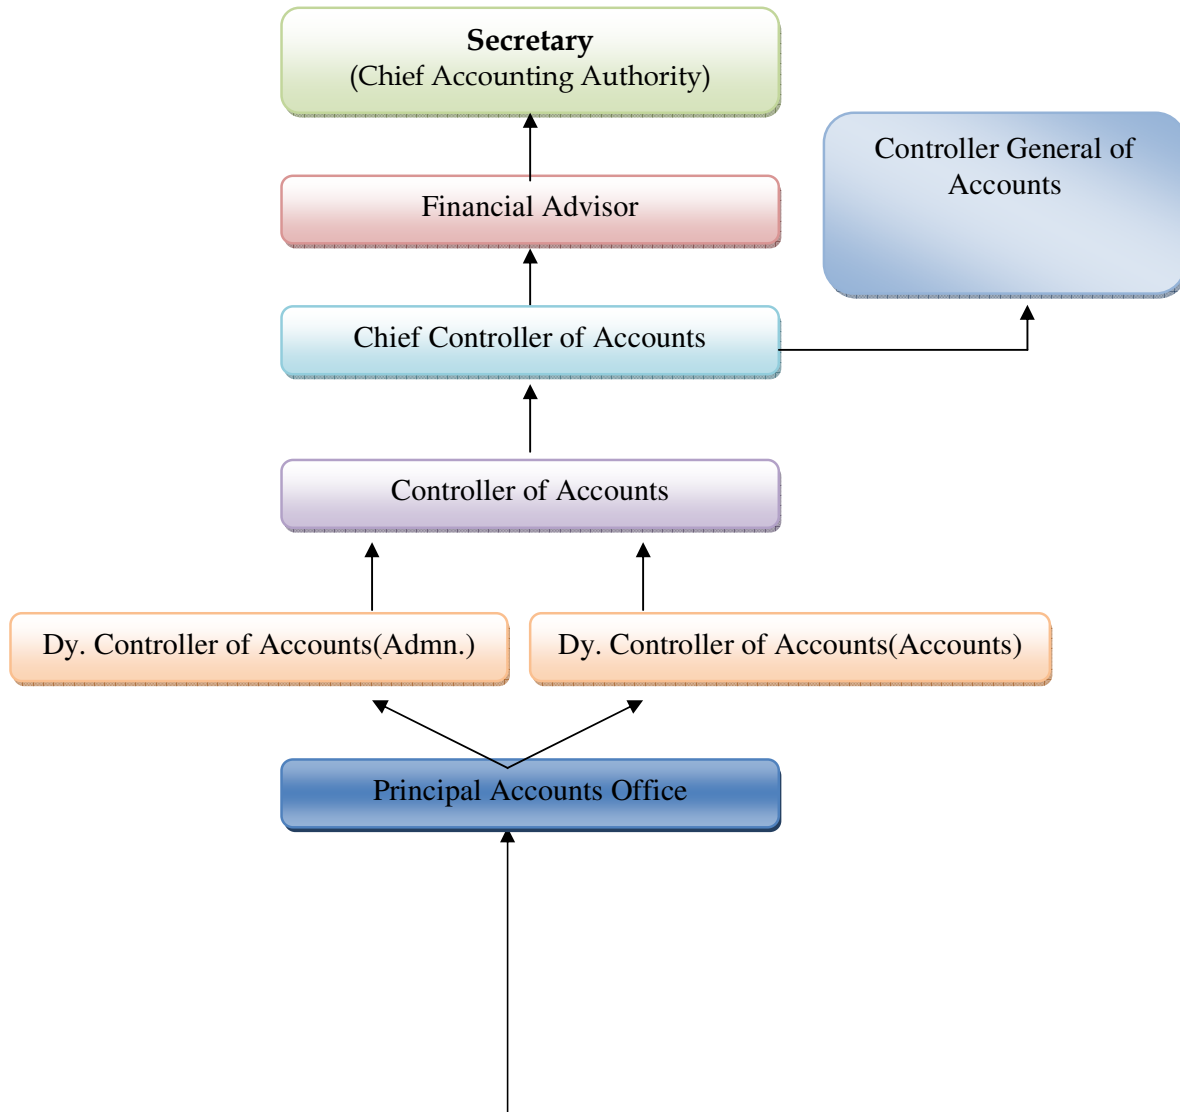 Secretary
(Chief Accounting Authority)
Controller General of
Accounts
Financial Advisor
Chief Controller of Accounts
Controller of Accounts
Dy. Controller of Accounts(Admn.)
Dy. Controller of Accounts(Accounts)
Principal Accounts Office